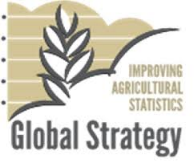 IMPROVING
AGRICULTURAL
STATISTICS
Global Strategy